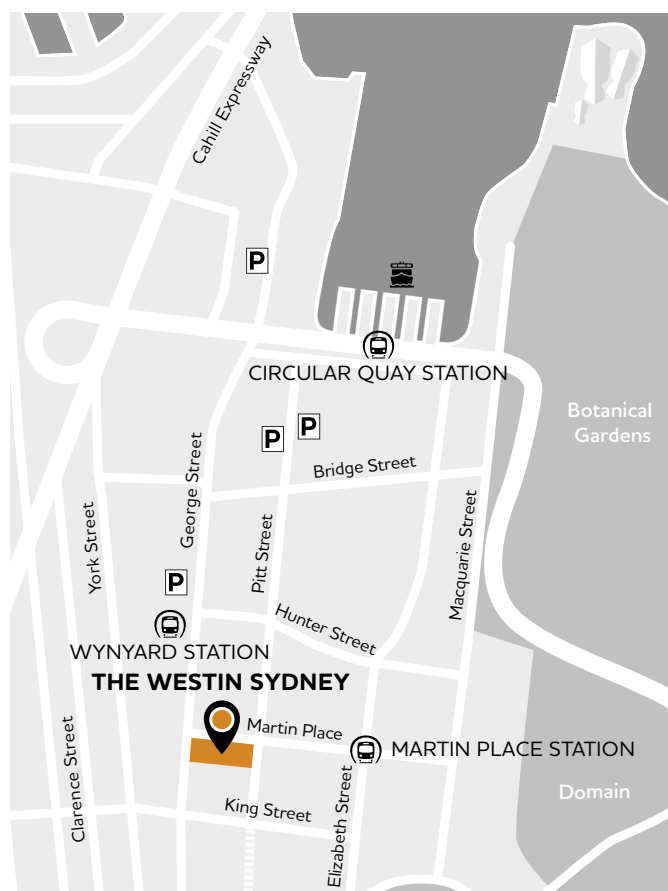 Cahill Expressway
P
CIRCULAR QUAY STATION
Botanical
Gardens
P
P
Bridge Street
George Street
Pitt Street
Macquarie Street
York Street
P
Hunter Street
WYNYARD STATION
THE WESTIN SYDNEY
Martin Place
MARTIN PLACE STATION
Clarence Street
King Street
Elizabeth Street
Domain